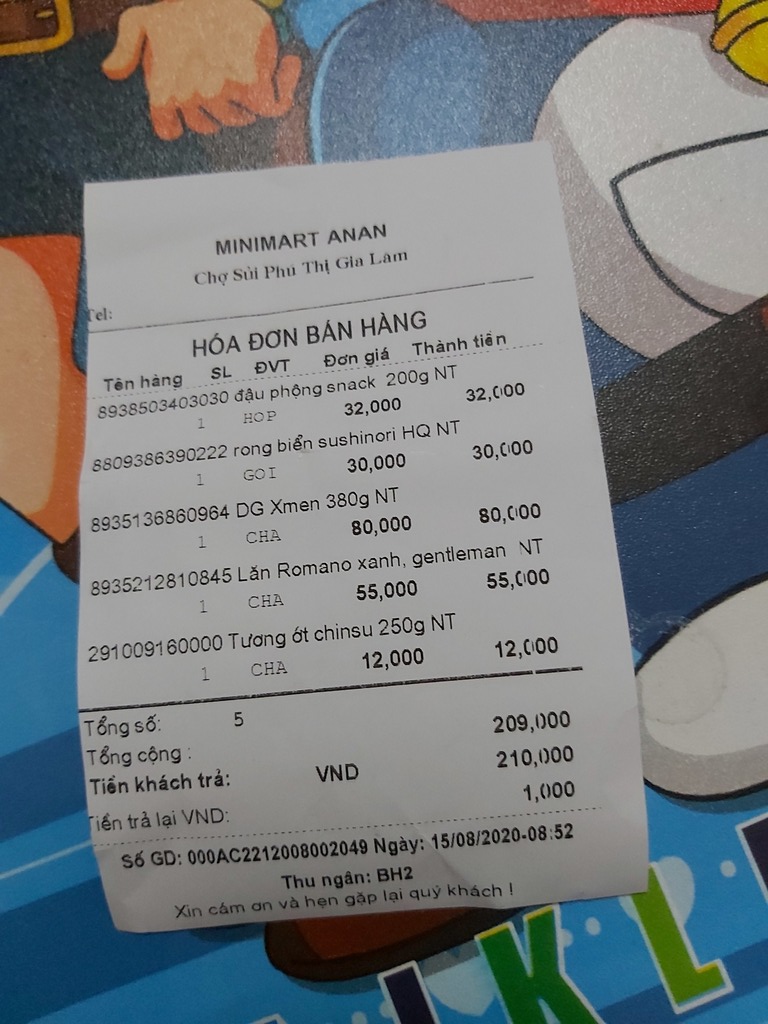 MINIMART ANAN
Chợ Sủi Phú Thị Gia Lâm
Tel:
HÓA ĐƠN BÁN HÀNG
Tên hàng SL ĐVT Đơn giá Thành tiền
8938503403030 đậu phộng snack 200g NT
1 HOP 32,000 32,000
8809386390222 rong biển sushinori HQ NT
1 GOI 30,000 30,000
8935136860964 DG Xmen 380g NT
1 CHA 80,000 80,000
8935212810845 Lăn Romano xanh, gentleman NT
1 CHA 55,000 55,000
291009160000 Tương ớt chinsu 250g NT
1 CHA 12,000 12,000
Tổng số: 5
Tổng cộng : 209,000
Tiền khách trả: VND 210,000
Tiền trả lại VND: 1,000
Số GD: 000AC2212008002049 Ngày: 15/08/2020-08:52
Thu ngân: BH2
Xin cám ơn và hẹn gặp lại quý khách !
I K L